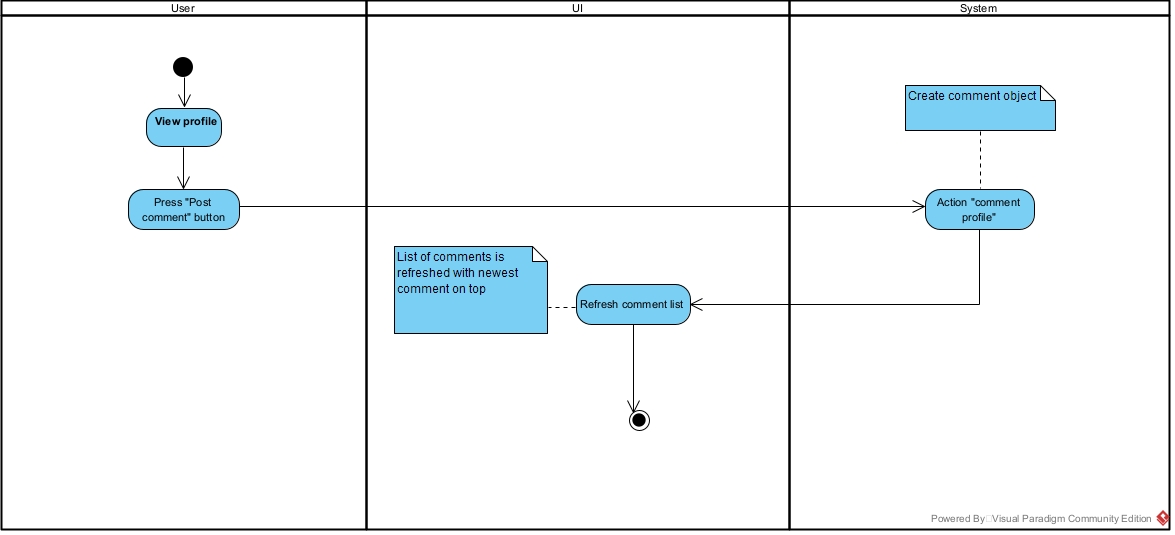 User
UI
System
Create comment object
View profile
Press "Post
comment" button
Action "comment
profile"
List of comments is
refreshed with newest
comment on top
Refresh comment list
Powered By Visual Paradigm Community Edition